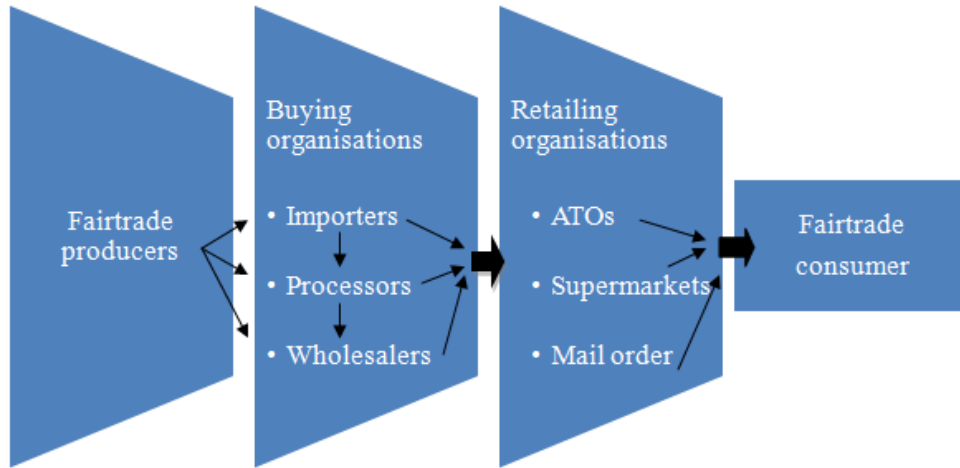 Fairtrade
producers
Buying
organisations
• Importers
• Processors
• Wholesalers
Retailing
organisations
• ATOs
• Supermarkets
• Mail order
Fairtrade
consumer